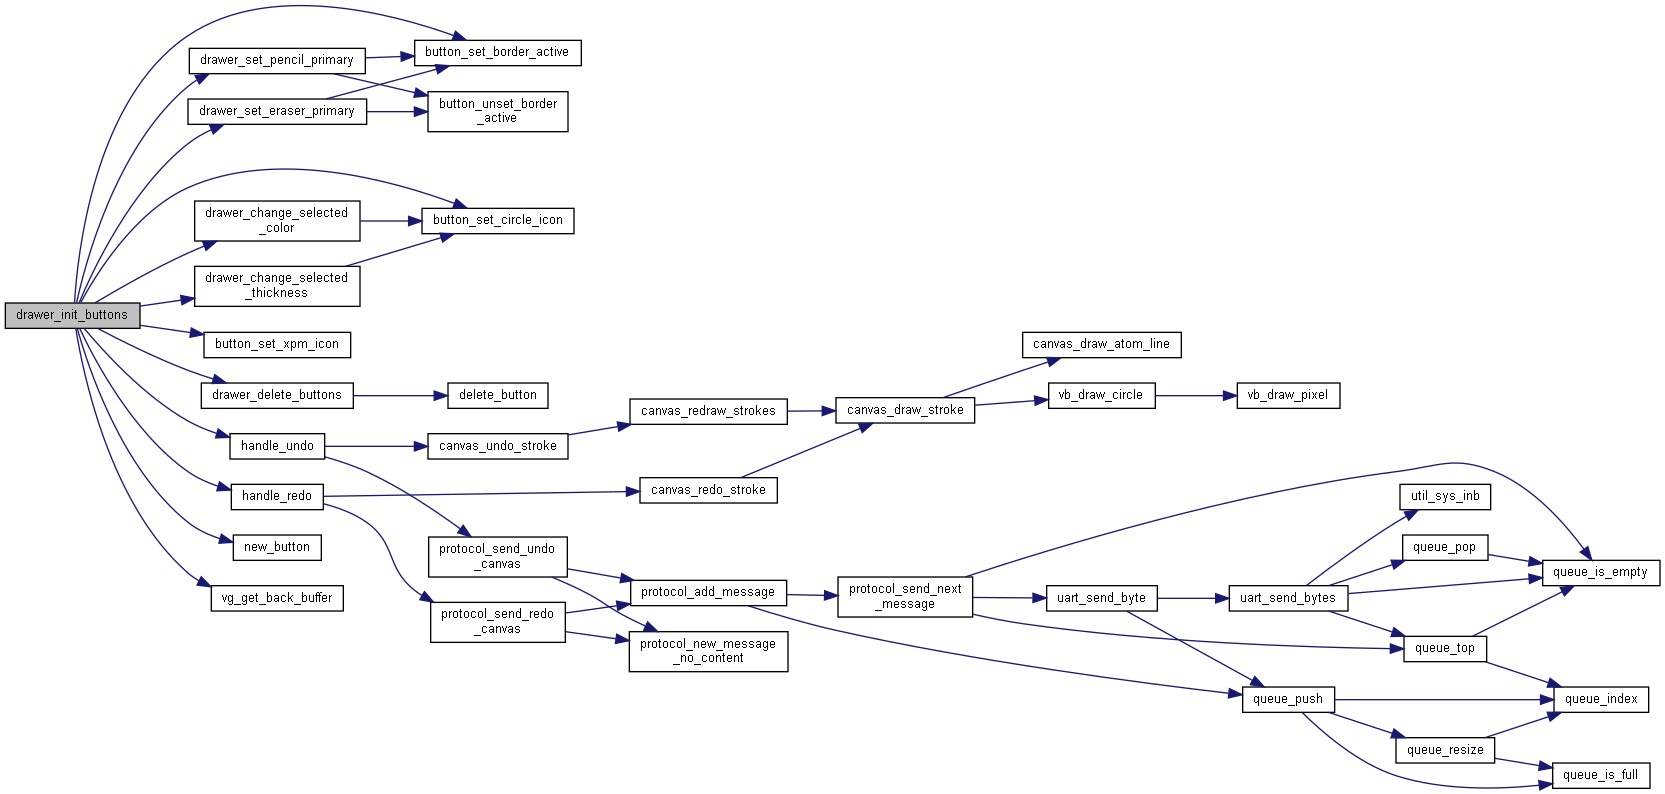 drawer_init_buttons
drawer_set_pencil_primary
drawer_set_eraser_primary
drawer_change_selected
_color
drawer_change_selected
_thickness
button_set_xpm_icon
drawer_delete_buttons
handle_undo
handle_redo
new_button
vg_get_back_buffer
button_set_border_active
button_unset_border
_active
button_set_circle_icon
delete_button
canvas_undo_stroke
protocol_send_undo
_canvas
protocol_send_redo
_canvas
canvas_redraw_strokes
canvas_redo_stroke
protocol_add_message
protocol_new_message
_no_content
canvas_draw_stroke
protocol_send_next
_message
canvas_draw_atom_line
vb_draw_circle
uart_send_byte
vb_draw_pixel
uart_send_bytes
queue_push
util_sys_inb
queue_pop
queue_top
queue_resize
queue_is_empty
queue_index
queue_is_full